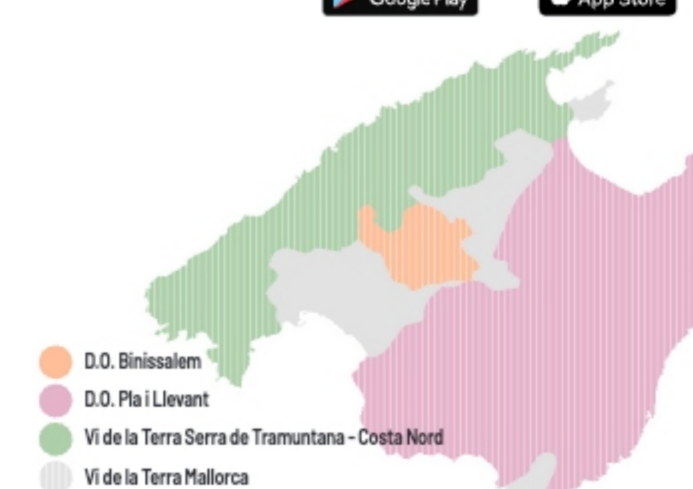 Google Play
App Store
D.O. Binissalem
D.O. Pla i Llevant
Vi de la Terra Serra de Tramuntana - Costa Nord
Vi de la Terra Mallorca